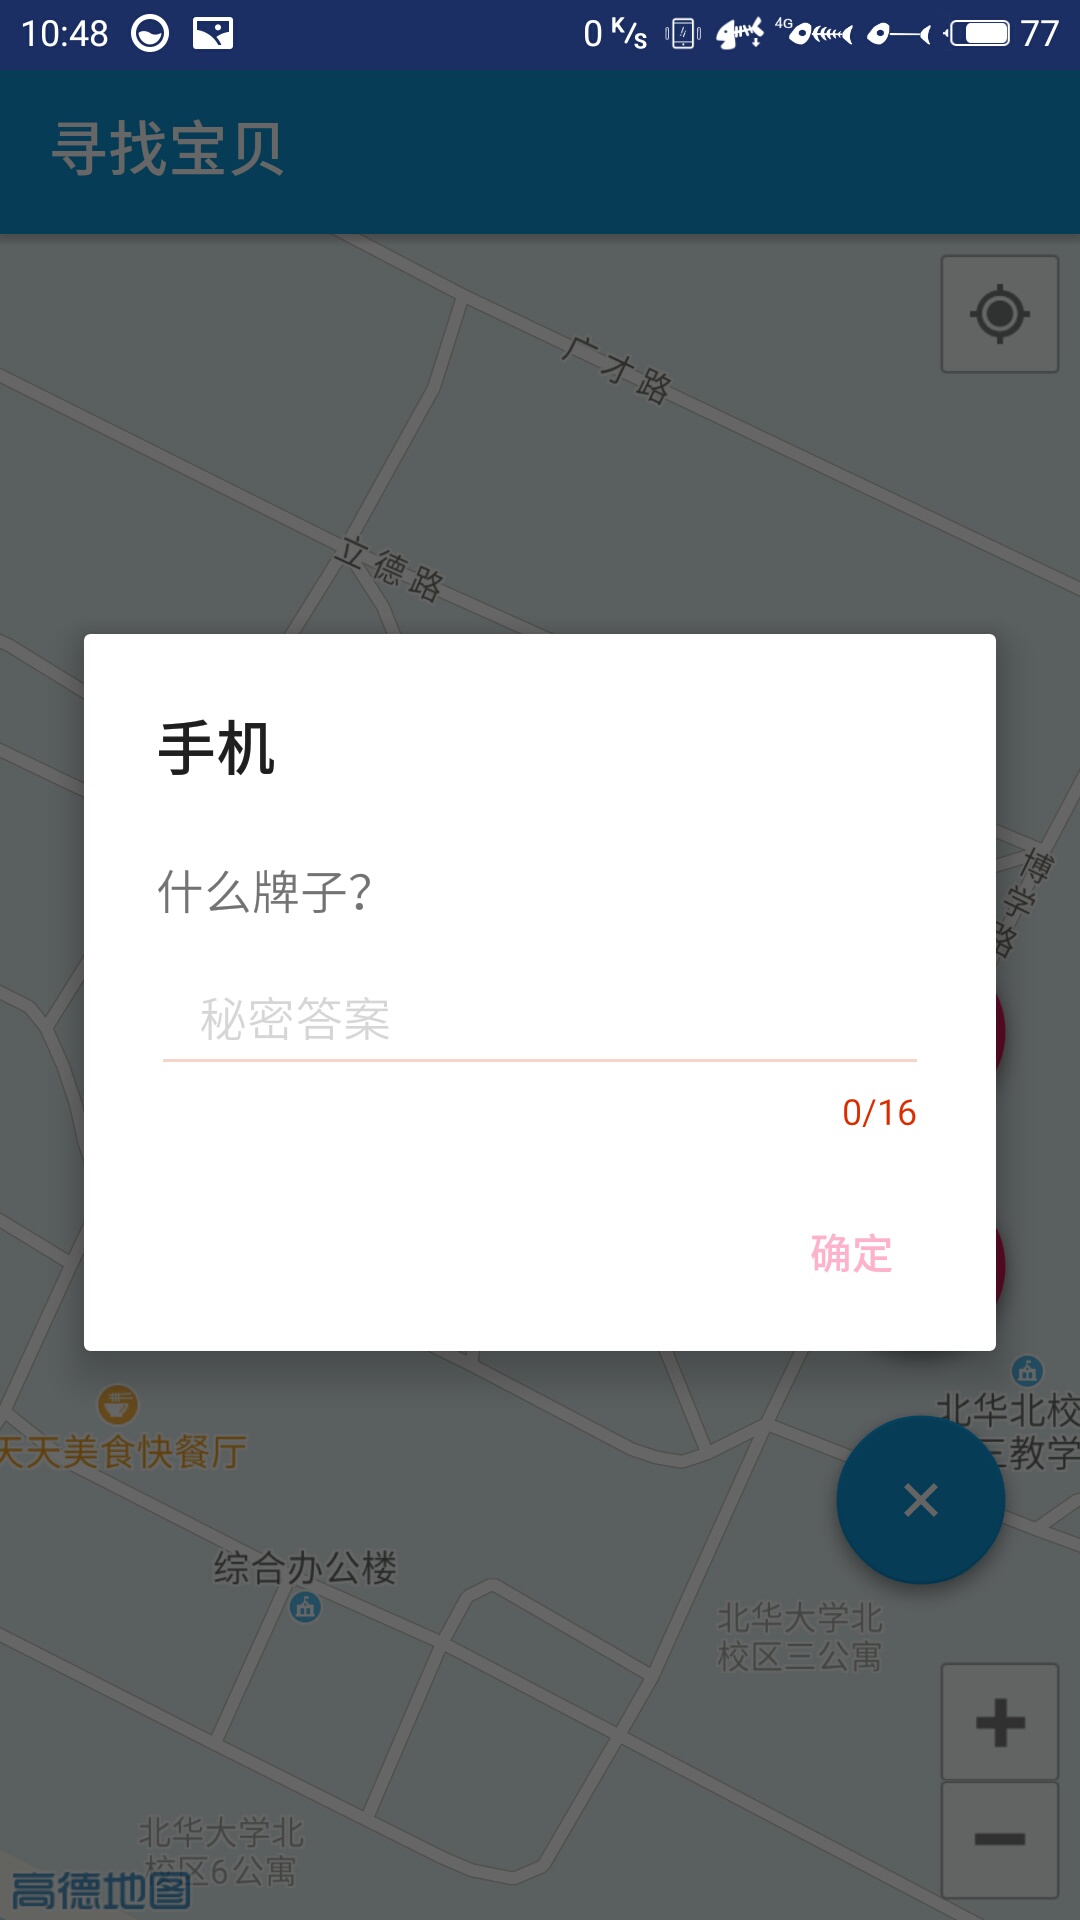 10:48
0 K/S
4G
77
寻找宝贝
广才路
立德路
手机
什么牌子？
秘密答案
0/16
确定
博学路
天天美食快餐厅
北华北校
三教学
综合办公楼
北华大学北
校区三公寓
北华大学北
校区6公寓
高德地图